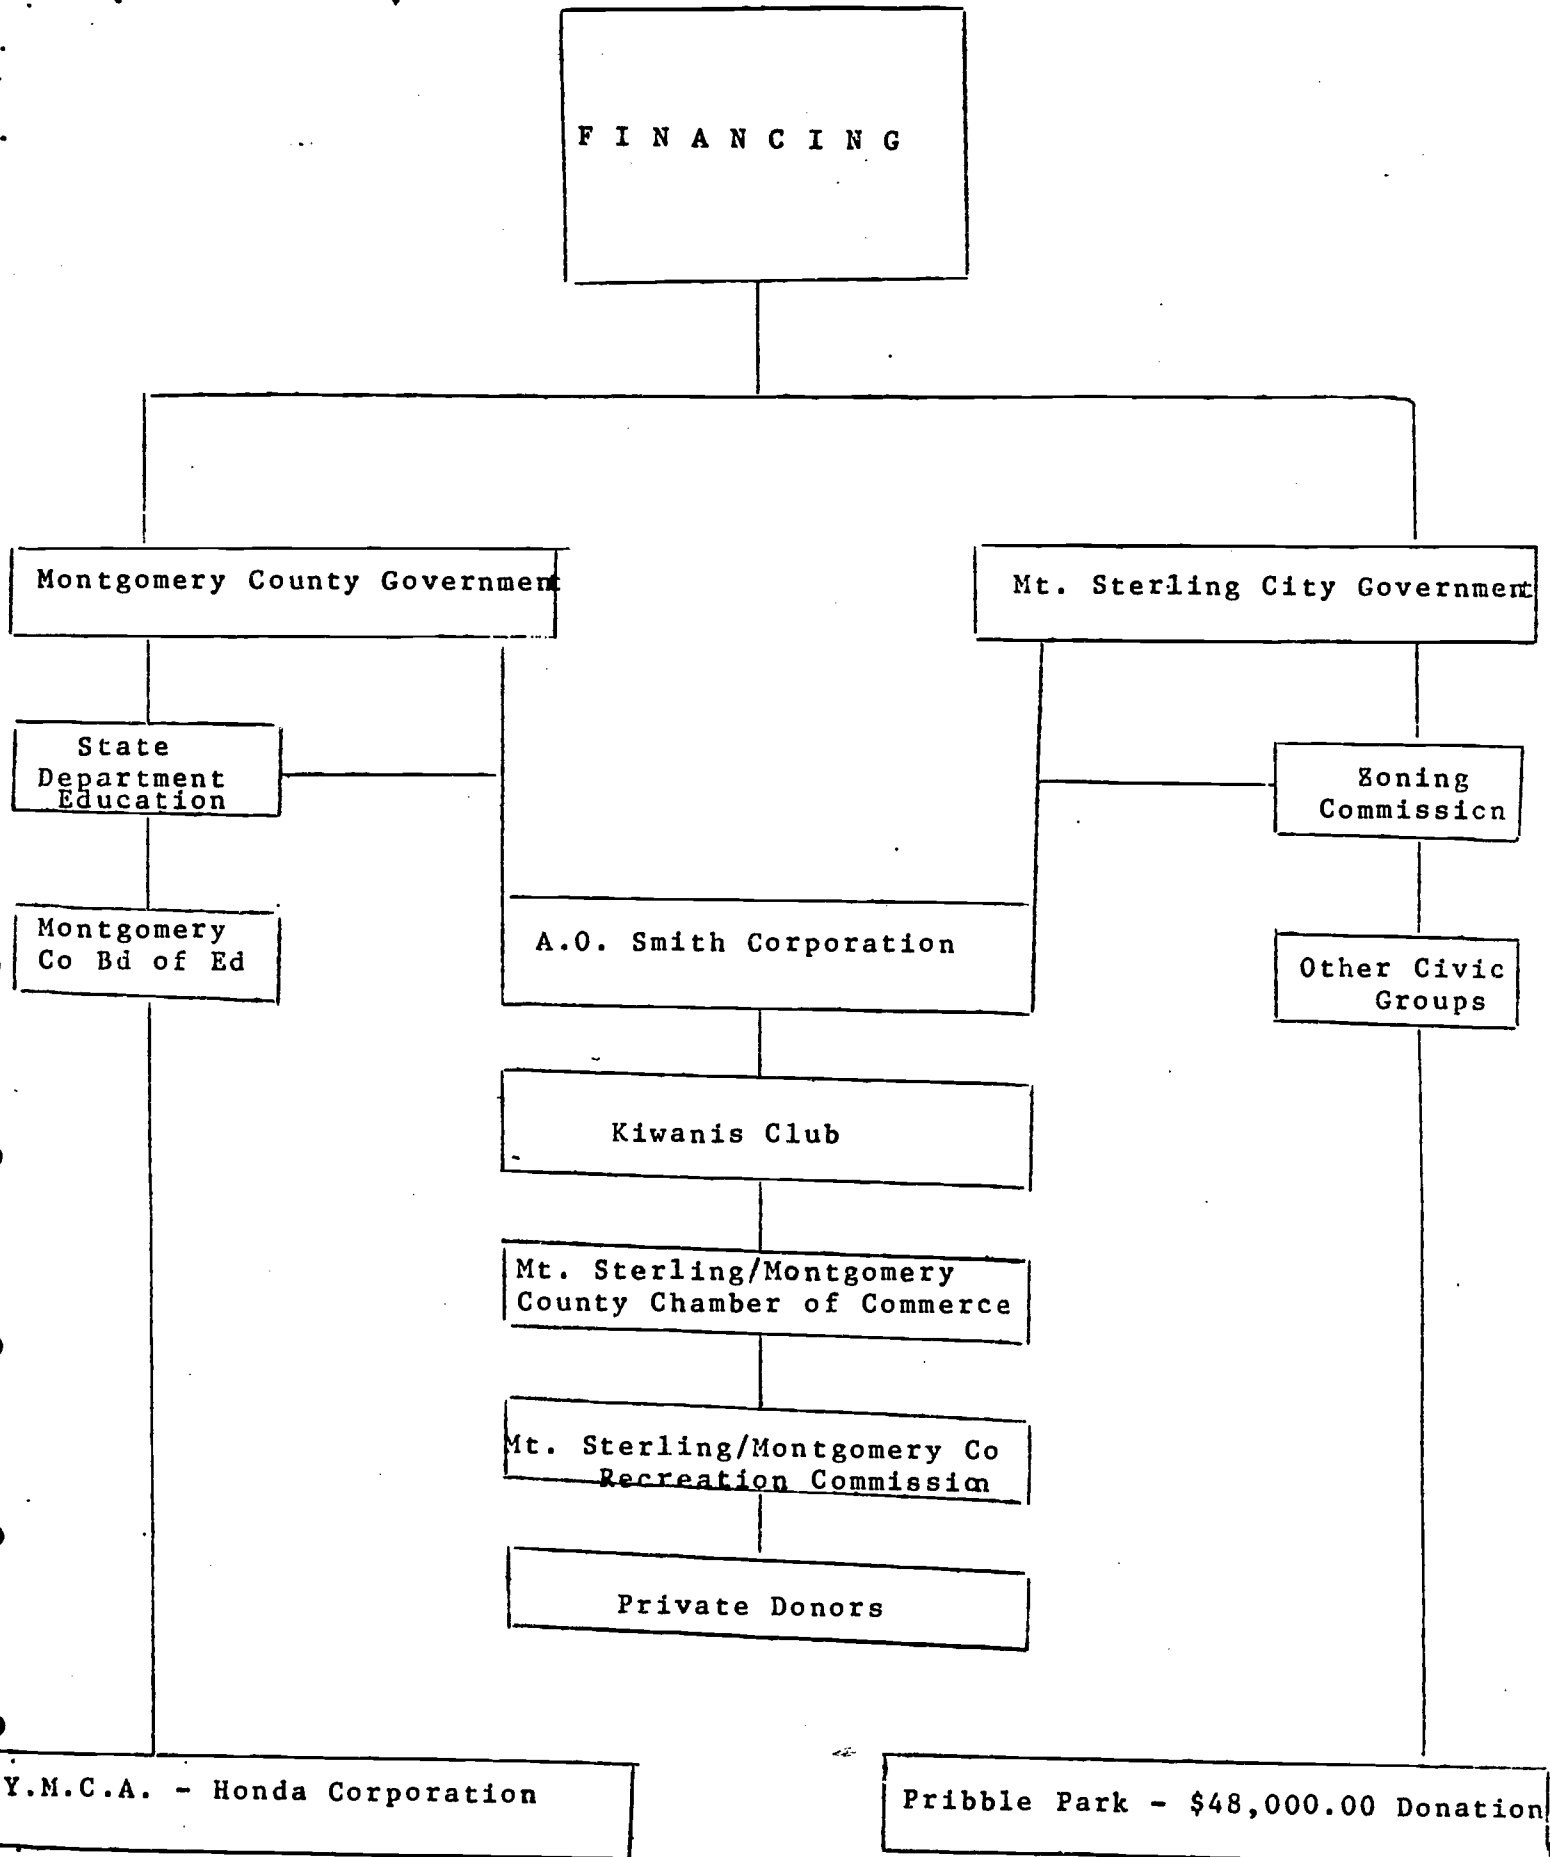 F I N A N C I N G
Montgomery County Government
Mt. Sterling City Government
State
Department
Education
Zoning
Commission
Montgomery
Co Bd of Ed
A.O. Smith Corporation
Other Civic
Groups
Kiwanis Club
Mt. Sterling/Montgomery
County Chamber of Commerce
Mt. Sterling/Montgomery Co
Recreation Commission
Private Donors
Y.M.C.A. - Honda Corporation
Pribble Park - $48,000.00 Donation